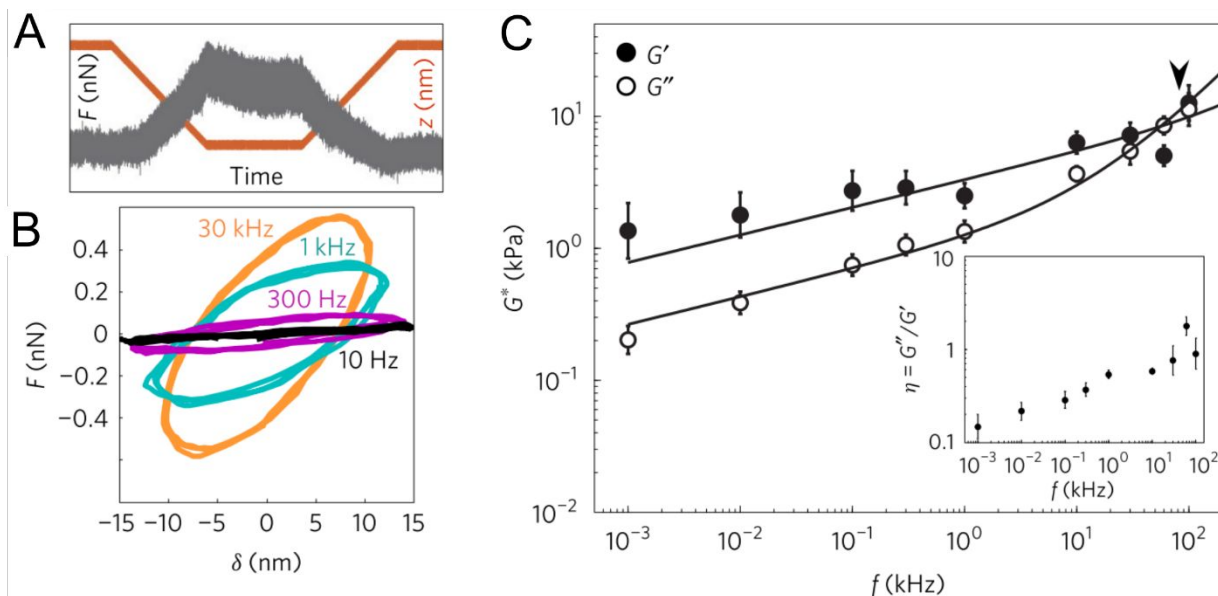 A
F (nN)
z (nm)
Time
B
30 kHz
1 kHz
300 Hz
10 Hz
0.4
0.2
0
−0.2
−0.4
F (nN)
−15 −10 −5 0 5 10 15
δ (nm)
C
G′
G″
10¹
10⁰
10⁻¹
10⁻²
G* (kPa)
10⁻³ 10⁻² 10⁻¹ 10⁰ 10¹ 10²
f (kHz)
10
1
0.1
η = G″/G′
10⁻³ 10⁻² 10⁻¹ 10⁰ 10¹ 10²
f (kHz)